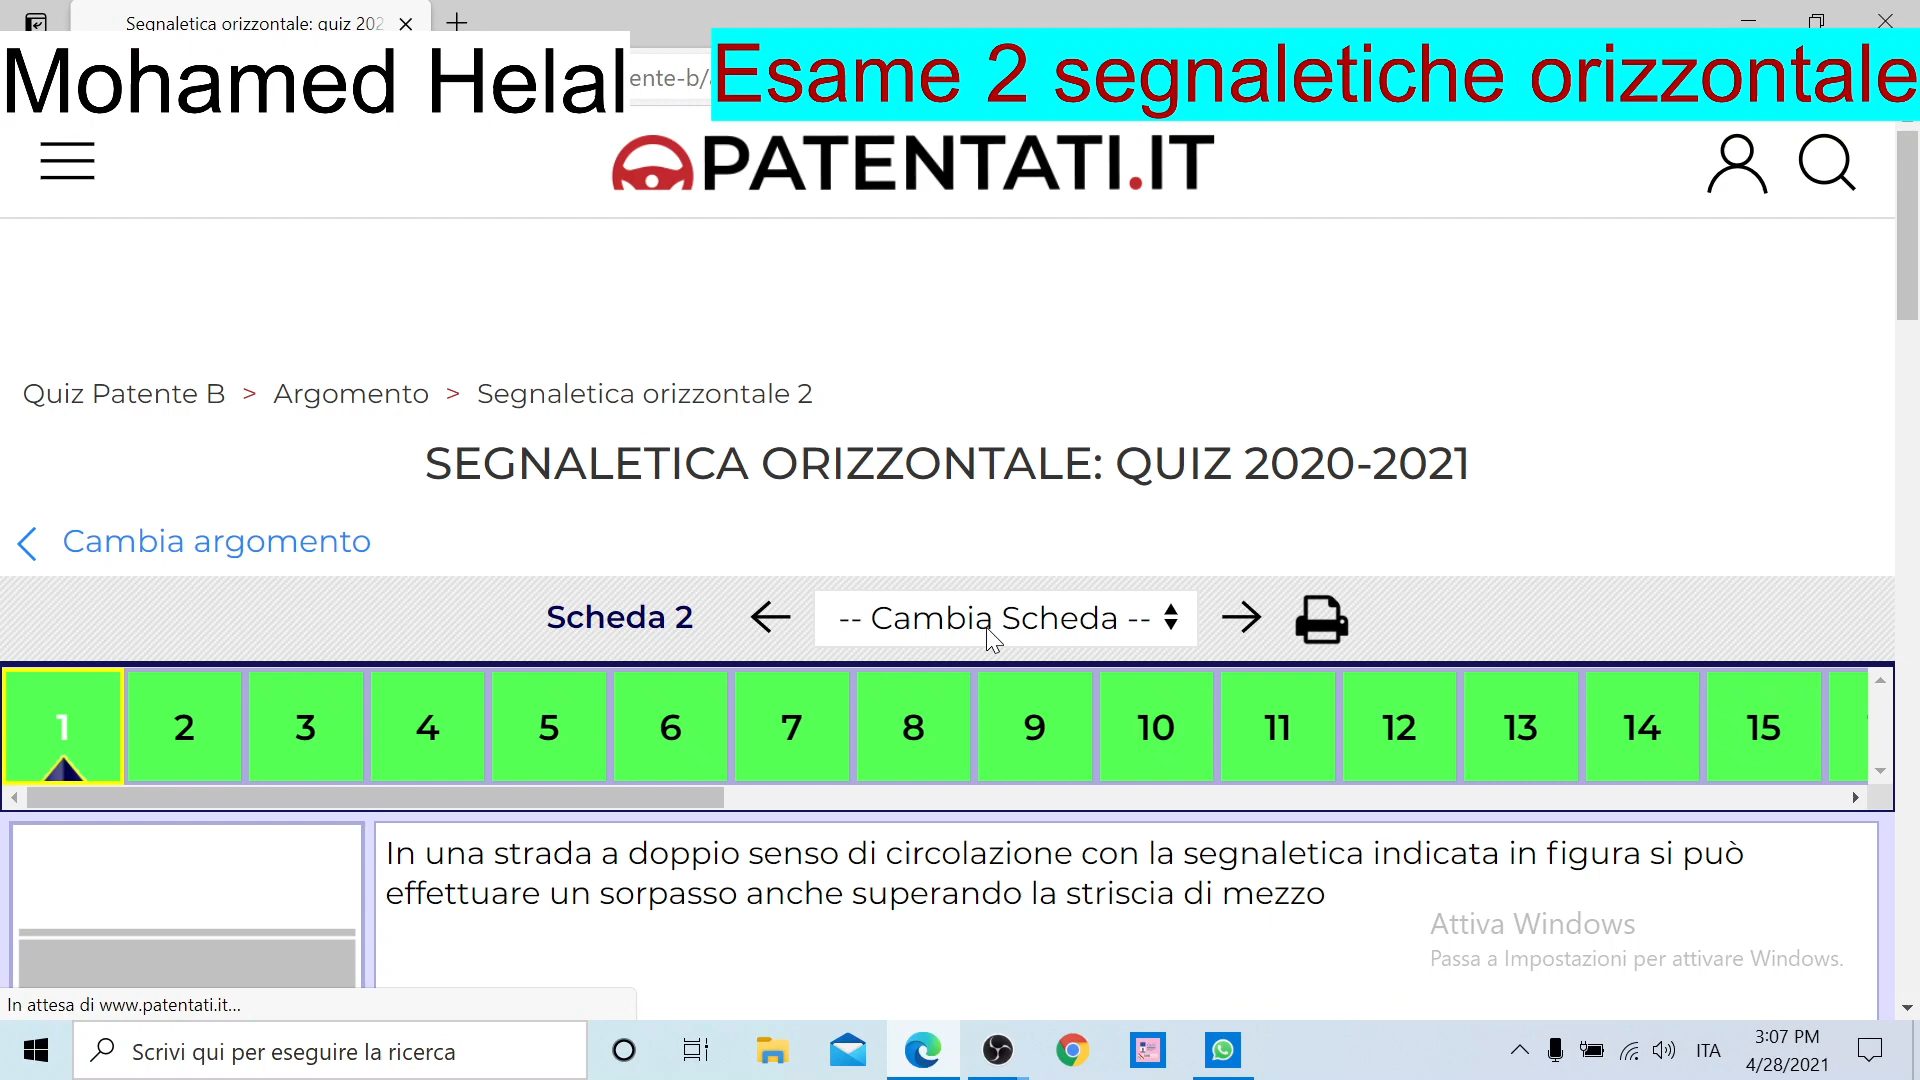 Segnaletica orizzontale: quiz 202
Mohamed Helal
ente-b/
Esame 2 segnaletiche orizzontale
PATENTATI.IT
Quiz Patente B > Argomento > Segnaletica orizzontale 2
SEGNALETICA ORIZZONTALE: QUIZ 2020-2021
Cambia argomento
Scheda 2
-- Cambia Scheda --
1 2 3 4 5 6 7 8 9 10 11 12 13 14 15
In una strada a doppio senso di circolazione con la segnaletica indicata in figura si può
effettuare un sorpasso anche superando la striscia di mezzo
Attiva Windows
Passa a Impostazioni per attivare Windows.
In attesa di www.patentati.it...
Scrivi qui per eseguire la ricerca
ITA
3:07 PM
4/28/2021